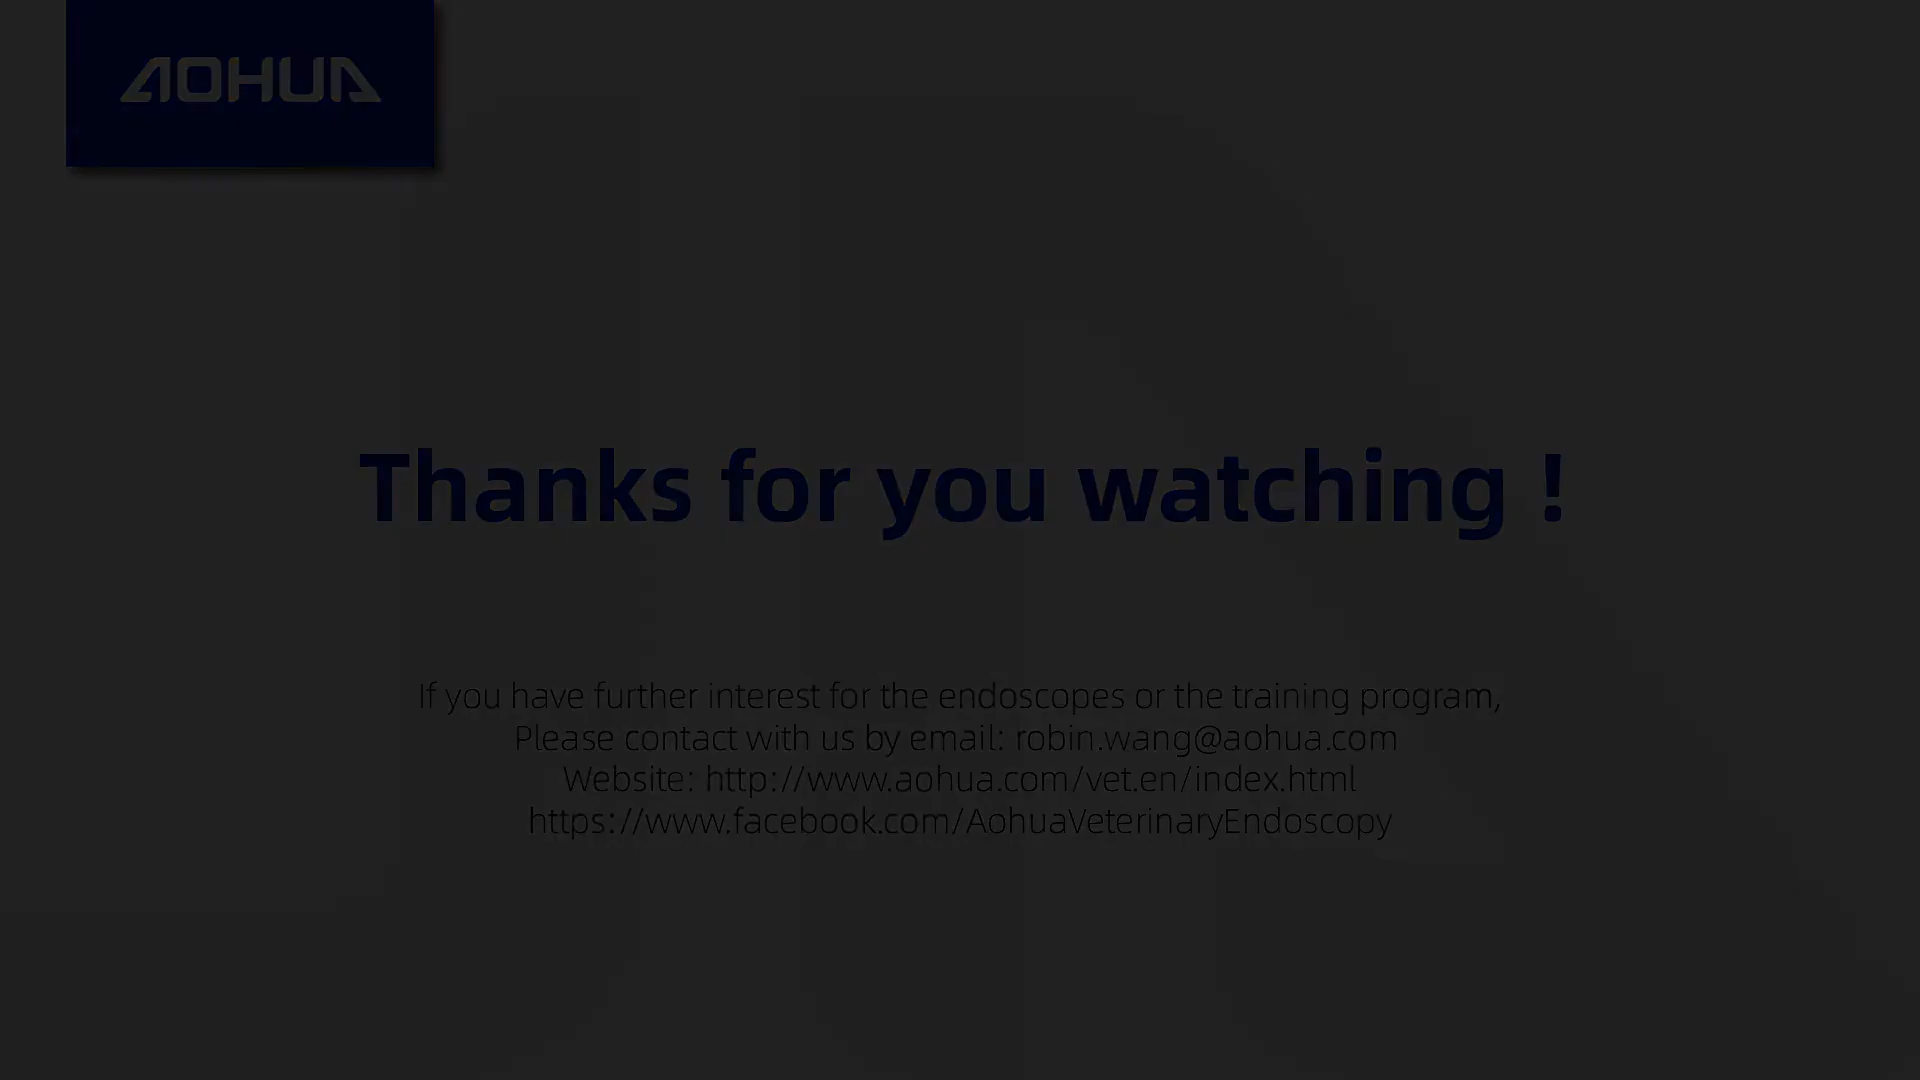 AOHUA
Thanks for you watching !
If you have further interest for the endoscopes or the training program,
Please contact with us by email: robin.wang@aohua.com
Website: http://www.aohua.com/vet.en/index.html
https://www.facebook.com/AohuaVeterinaryEndoscopy